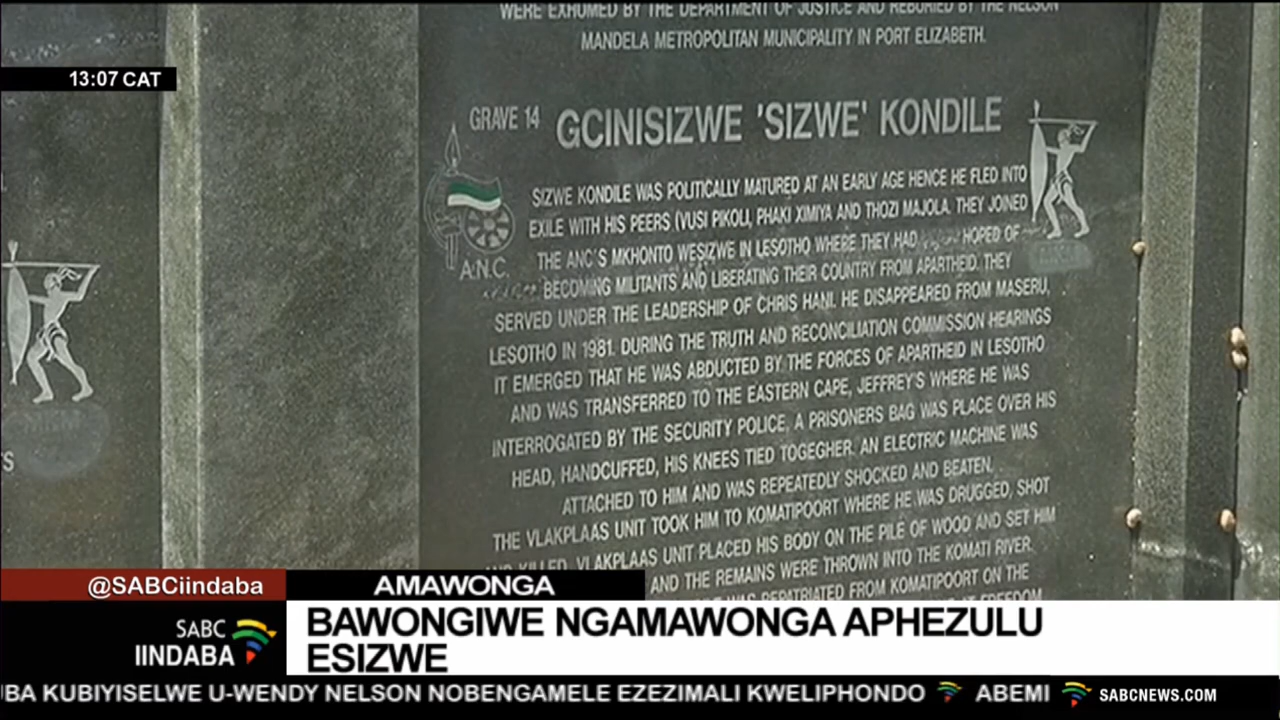 WERE EXHUMED BY THE DEPARTMENT OF JUSTICE AND REBURIED BY THE NELSON
MANDELA METROPOLITAN MUNICIPALITY IN PORT ELIZABETH.
13:07 CAT
GRAVE 14
GCINISIZWE 'SIZWE' KONDILE
A.N.C.
SIZWE KONDILE WAS POLITICALLY MATURED AT AN EARLY AGE HENCE HE FLED INTO
EXILE WITH HIS PEERS (VUSI PIKOLI, PHAKI XIMIYA AND THOZI MAJOLA. THEY JOINED
THE ANC'S MKHONTO WESIZWE IN LESOTHO WHERE THEY HAD HOPED OF
BECOMING MILITANTS AND LIBERATING THEIR COUNTRY FROM APARTHEID. THEY
SERVED UNDER THE LEADERSHIP OF CHRIS HANI. HE DISAPPEARED FROM MASERU,
LESOTHO IN 1981. DURING THE TRUTH AND RECONCILIATION COMMISSION HEARINGS
IT EMERGED THAT HE WAS ABDUCTED BY THE FORCES OF APARTHEID IN LESOTHO
AND WAS TRANSFERRED TO THE EASTERN CAPE, JEFFREY'S WHERE HE WAS
INTERROGATED BY THE SECURITY POLICE, A PRISONERS BAG WAS PLACE OVER HIS
HEAD, HANDCUFFED, HIS KNEES TIED TOGEGHER. AN ELECTRIC MACHINE WAS
ATTACHED TO HIM AND WAS REPEATEDLY SHOCKED AND BEATEN.
THE VLAKPLAAS UNIT TOOK HIM TO KOMATIPOORT WHERE HE WAS DRUGGED, SHOT
AND KILLED. VLAKPLAAS UNIT PLACED HIS BODY ON THE PILE OF WOOD AND SET HIM
AND THE REMAINS WERE THROWN INTO THE KOMATI RIVER.
WAS REPATRIATED FROM KOMATIPOORT ON THE
FREEDOM
@SABCiindaba
AMAWONGA
SABC
IINDABA
BAWONGIWE NGAMAWONGA APHEZULU
ESIZWE
UBA KUBIYISELWE U-WENDY NELSON NOBENGAMELE EZEZIMALI KWELIPHONDO ABEMI
SABCNEWS.COM